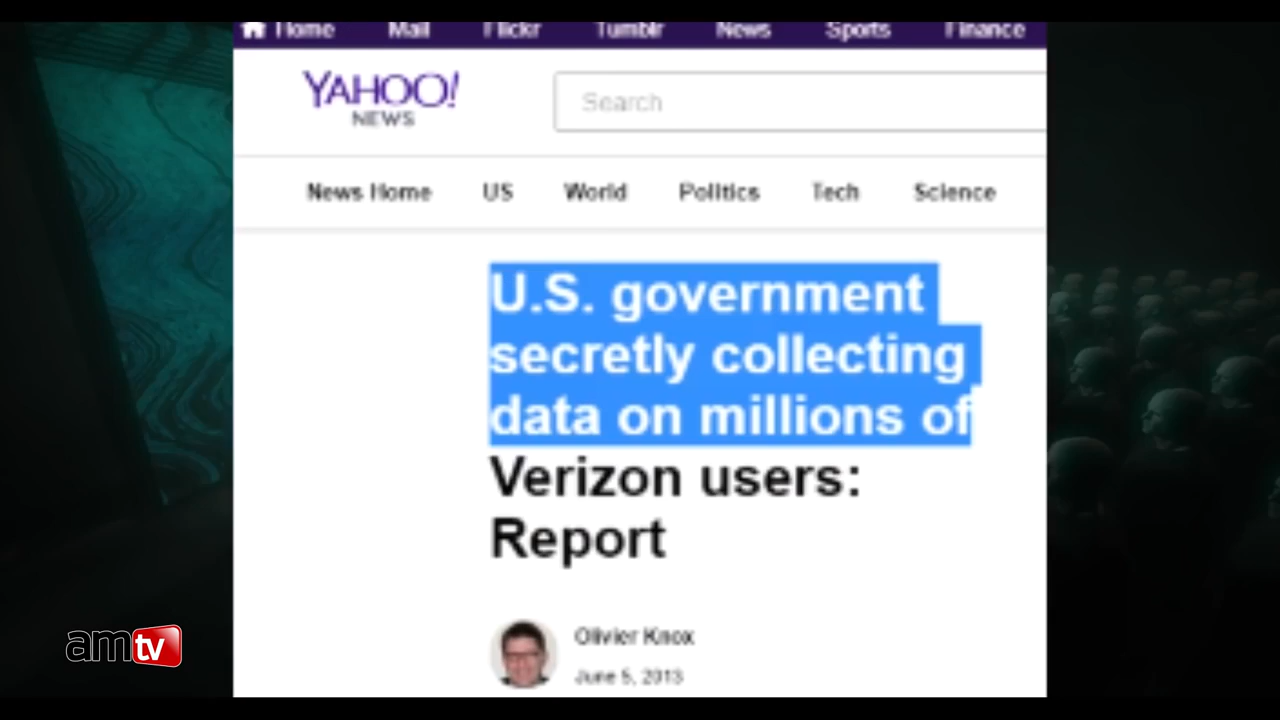 Home Mail Flickr Tumblr News Sports Finance
YAHOO!
NEWS
Search
News Home US World Politics Tech Science
U.S. government
secretly collecting
data on millions of
Verizon users:
Report
Olivier Knox
June 5, 2013
amtv